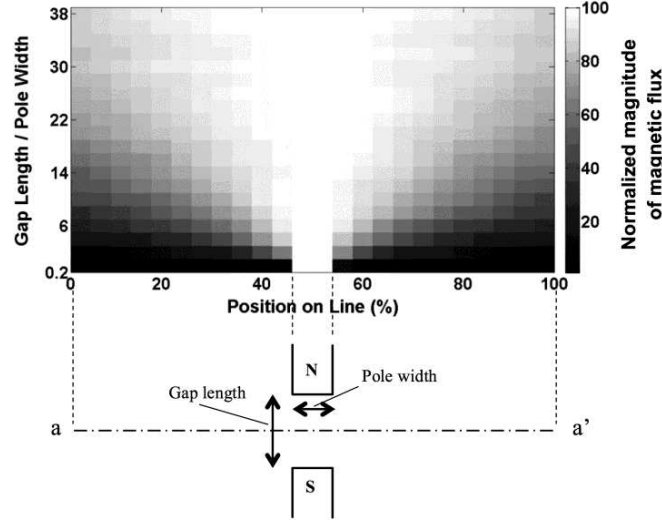 Gap Length / Pole Width
38
30
22
14
6
0.2
0
20
40
60
80
100
Position on Line (%)
100
80
60
40
20
Normalized magnitude
of magnetic flux
N
Gap length
Pole width
a
a'
S